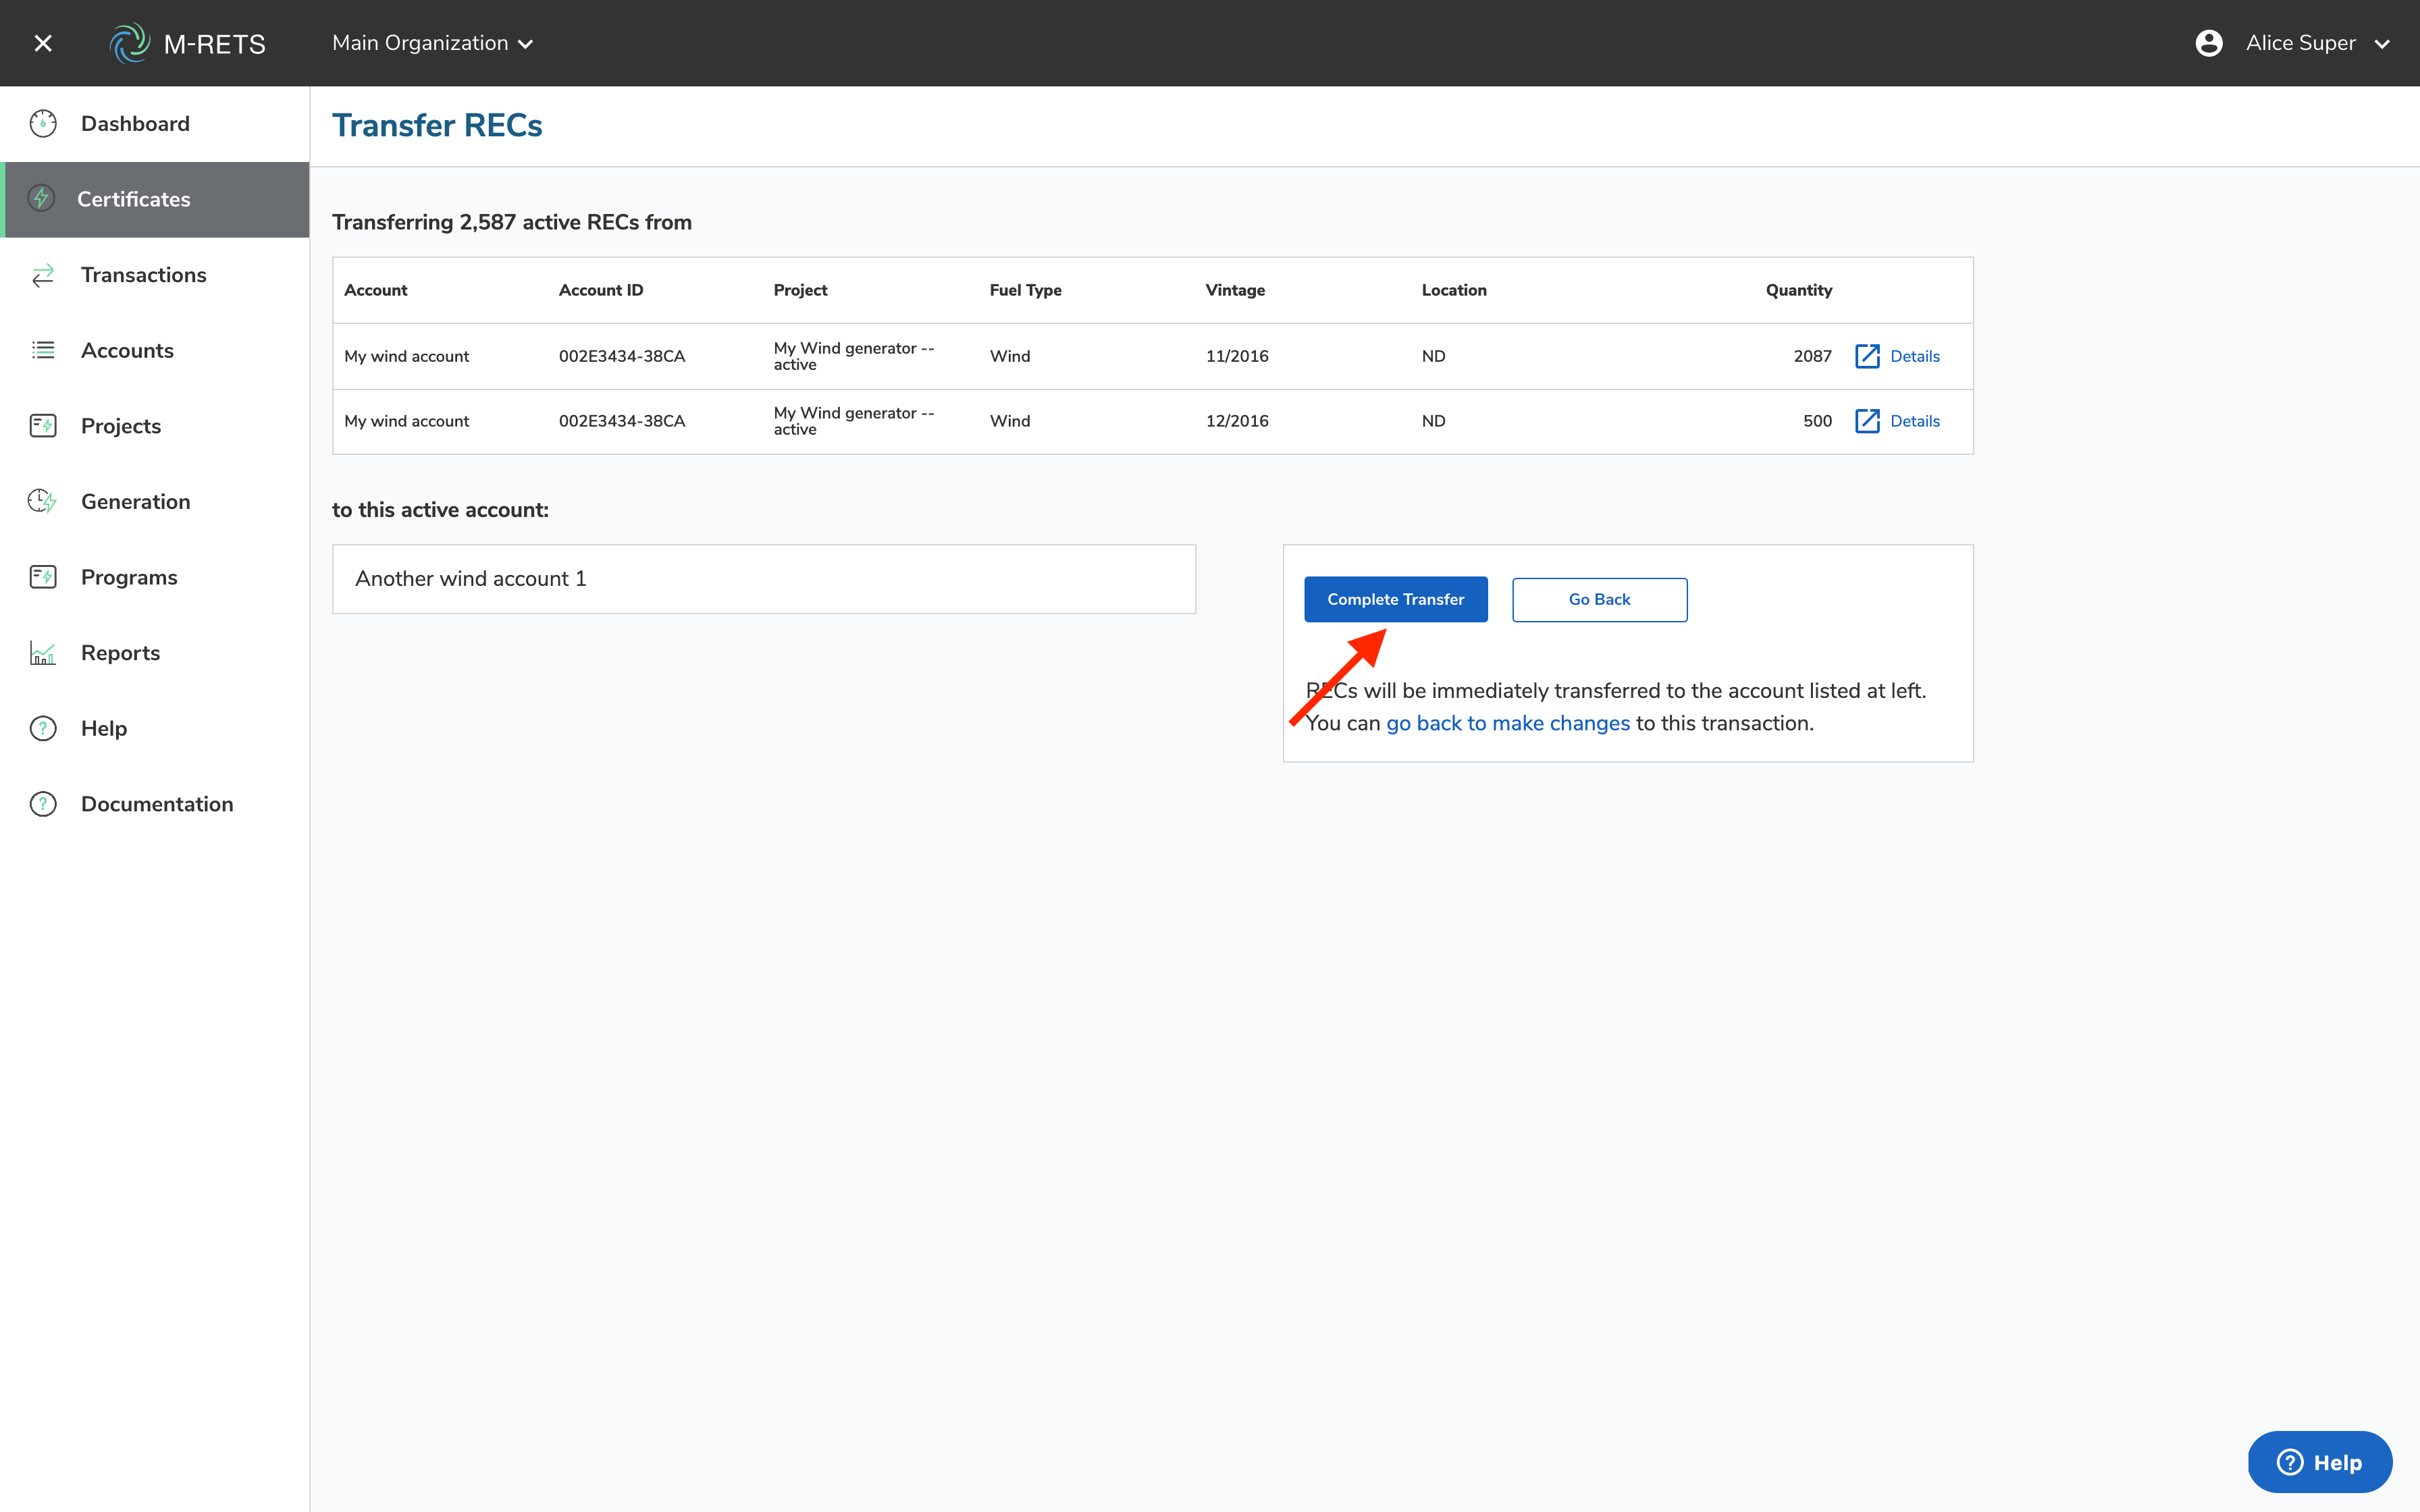 M-RETS
Main Organization
Alice Super
Dashboard
Certificates
Transactions
Accounts
Projects
Generation
Programs
Reports
Help
Documentation
Transfer RECs
Transferring 2,587 active RECs from
Account Account ID Project Fuel Type Vintage Location Quantity
My wind account 002E3434-38CA My Wind generator -- active Wind 11/2016 ND 2087 Details
My wind account 002E3434-38CA My Wind generator -- active Wind 12/2016 ND 500 Details
to this active account:
Another wind account 1
Complete Transfer Go Back
RECs will be immediately transferred to the account listed at left.
You can go back to make changes to this transaction.
Help